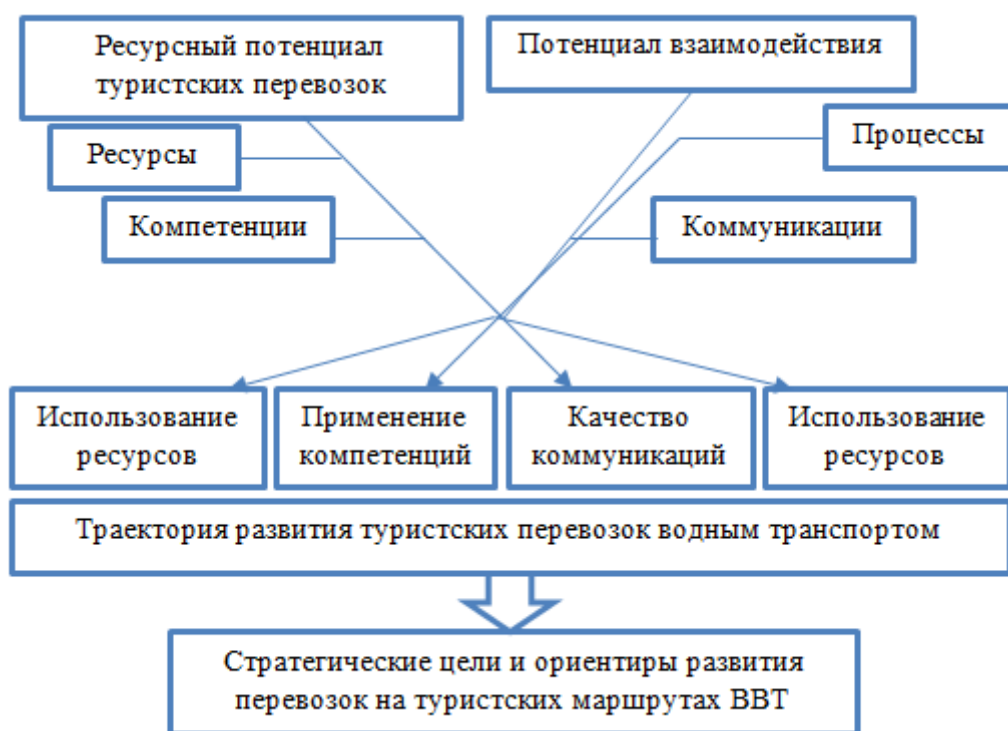 Ресурсный потенциал
туристских перевозок
Потенциал взаимодействия
Ресурсы
Процессы
Компетенции
Коммуникации
Использование
ресурсов
Применение
компетенций
Качество
коммуникаций
Использование
ресурсов
Траектория развития туристских перевозок водным транспортом
Стратегические цели и ориентиры развития
перевозок на туристских маршрутах ВВТ